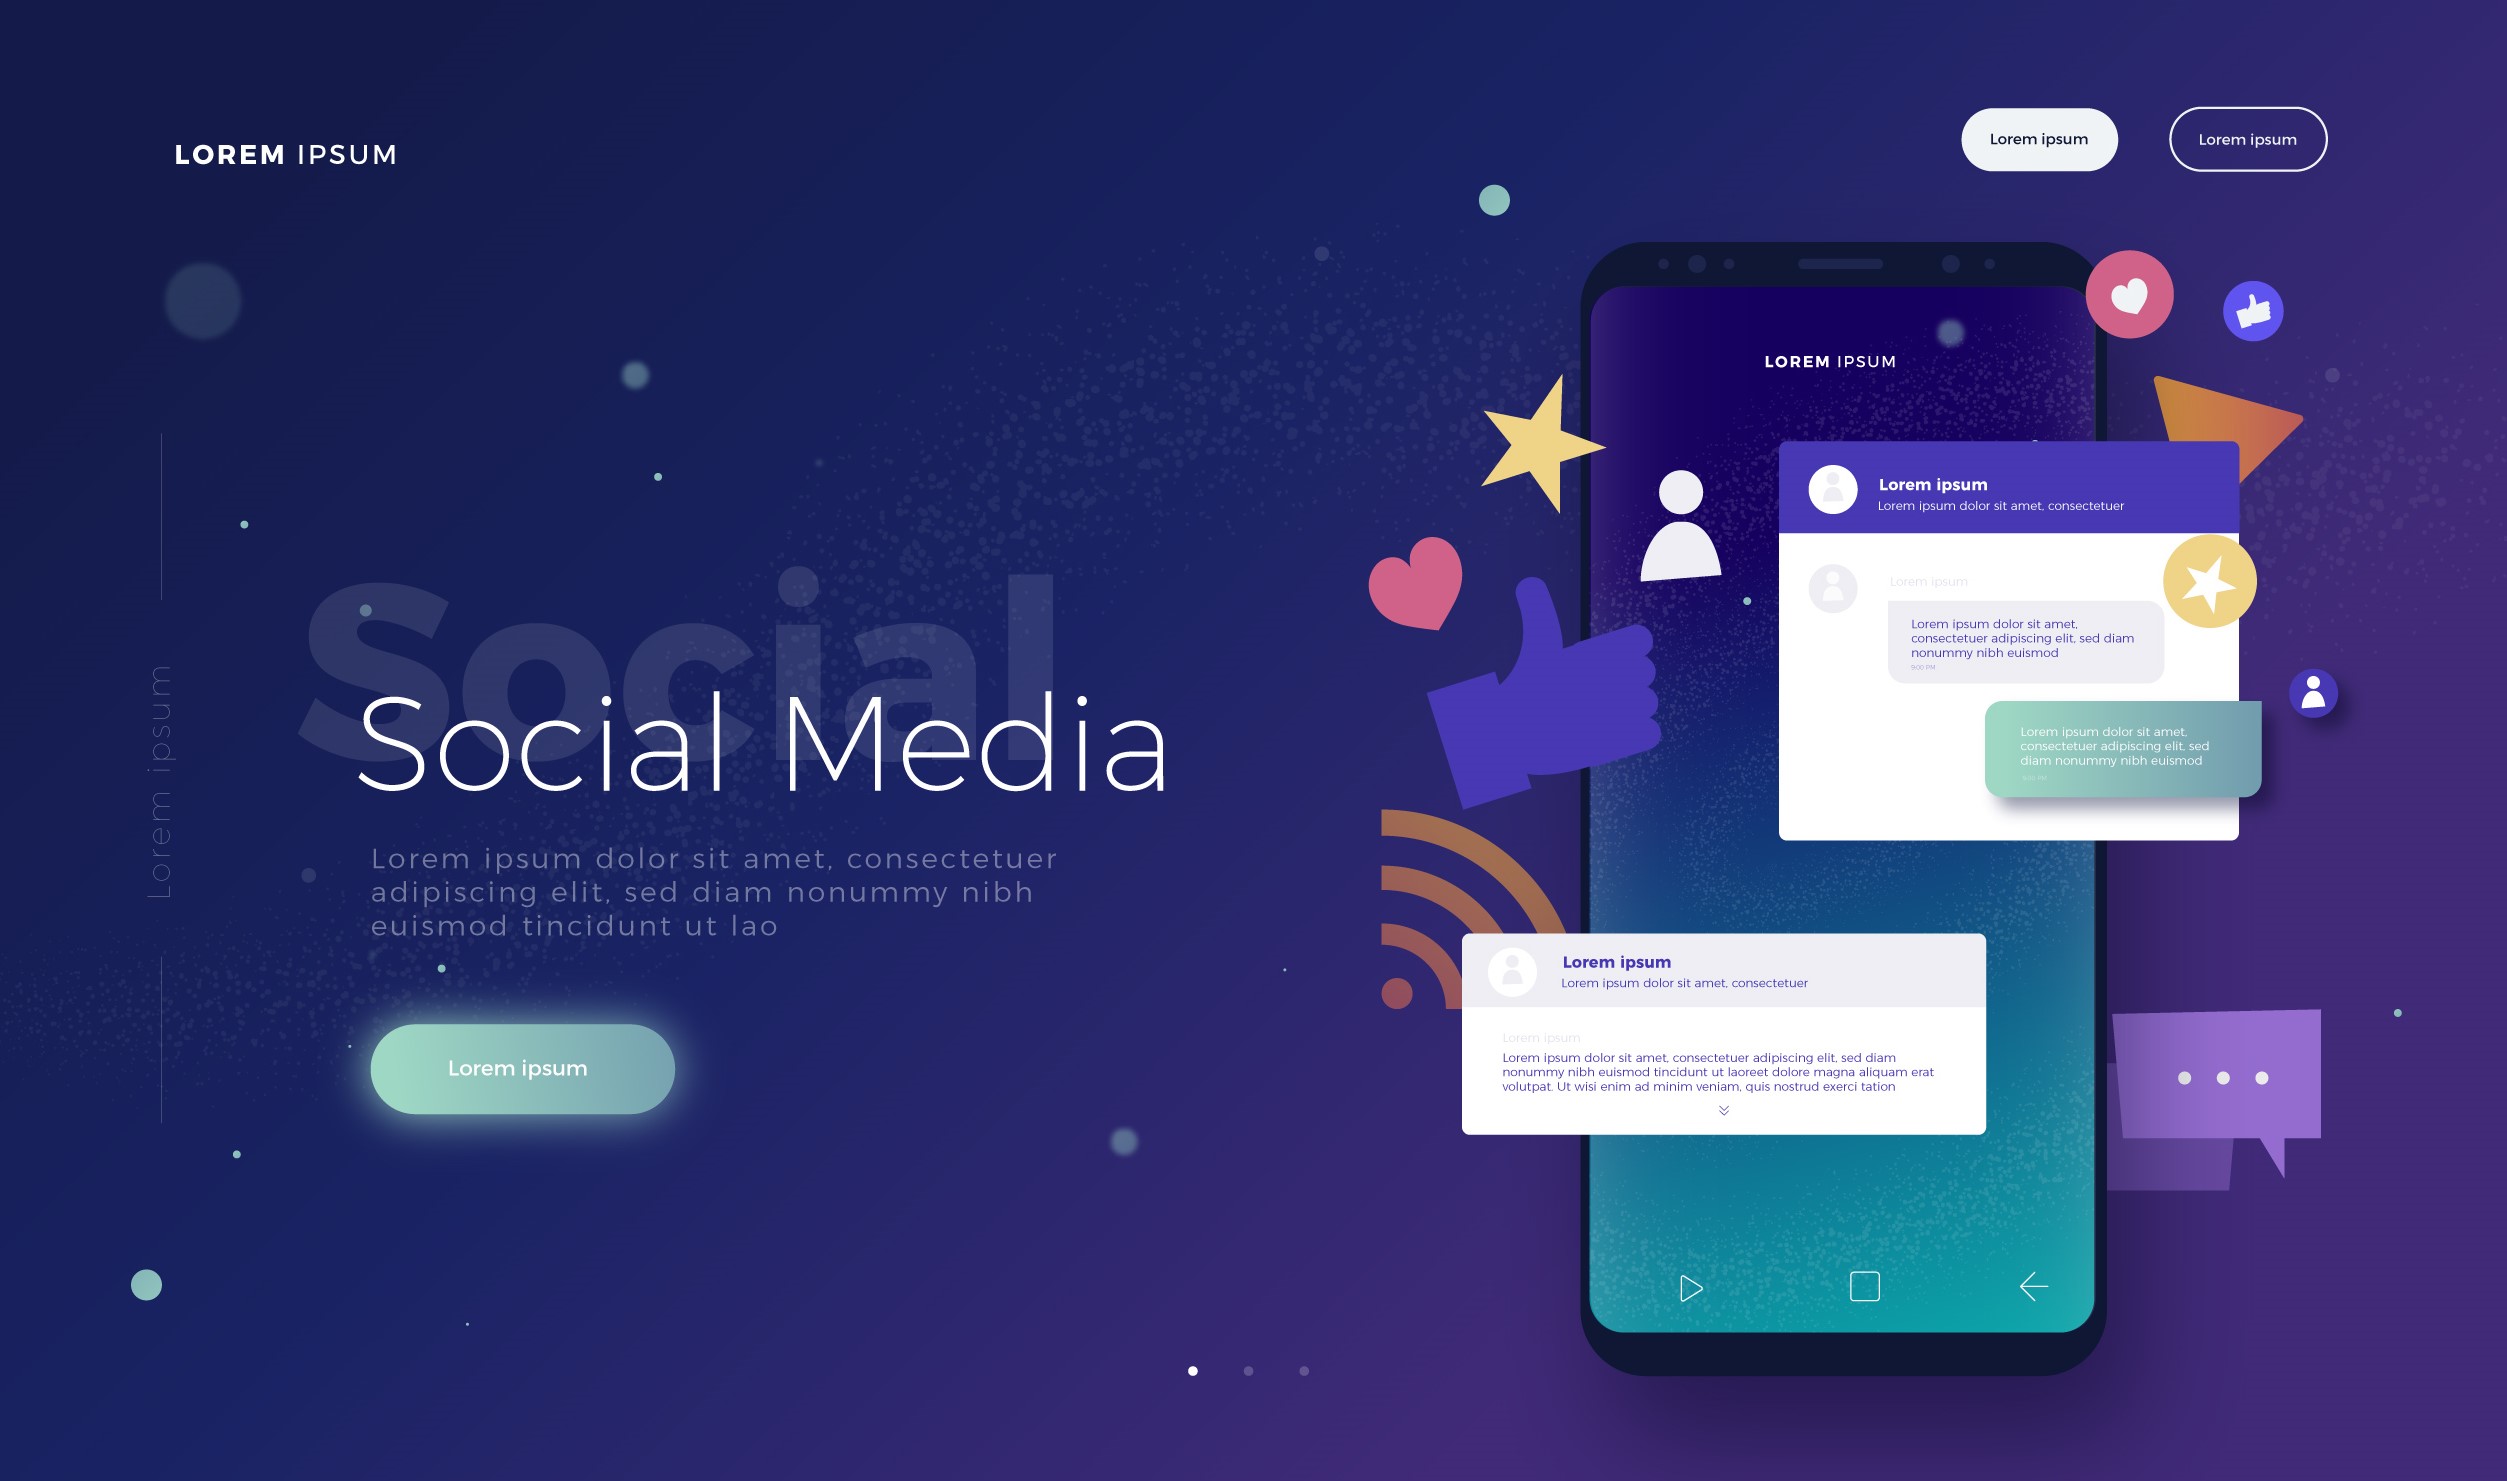 LOREM IPSUM
Lorem ipsum
Lorem ipsum
Lorem ipsum
Social
Social Media
Lorem ipsum dolor sit amet, consectetuer
adipiscing elit, sed diam nonummy nibh
euismod tincidunt ut lao
Lorem ipsum
LOREM IPSUM
Lorem ipsum
Lorem ipsum dolor sit amet, consectetuer
Lorem ipsum
Lorem ipsum dolor sit amet,
consectetuer adipiscing elit, sed diam
nonummy nibh euismod
9:00 PM
Lorem ipsum dolor sit amet,
consectetuer adipiscing elit, sed
diam nonummy nibh euismod
Lorem ipsum
Lorem ipsum dolor sit amet, consectetuer
Lorem ipsum
Lorem ipsum dolor sit amet, consectetuer adipiscing elit, sed diam
nonummy nibh euismod tincidunt ut laoreet dolore magna aliquam erat
volutpat. Ut wisi enim ad minim veniam, quis nostrud exerci tation